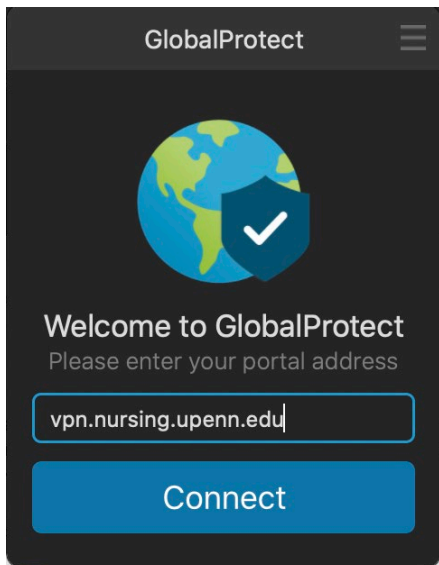 GlobalProtect
Welcome to GlobalProtect
Please enter your portal address
vpn.nursing.upenn.edu
Connect